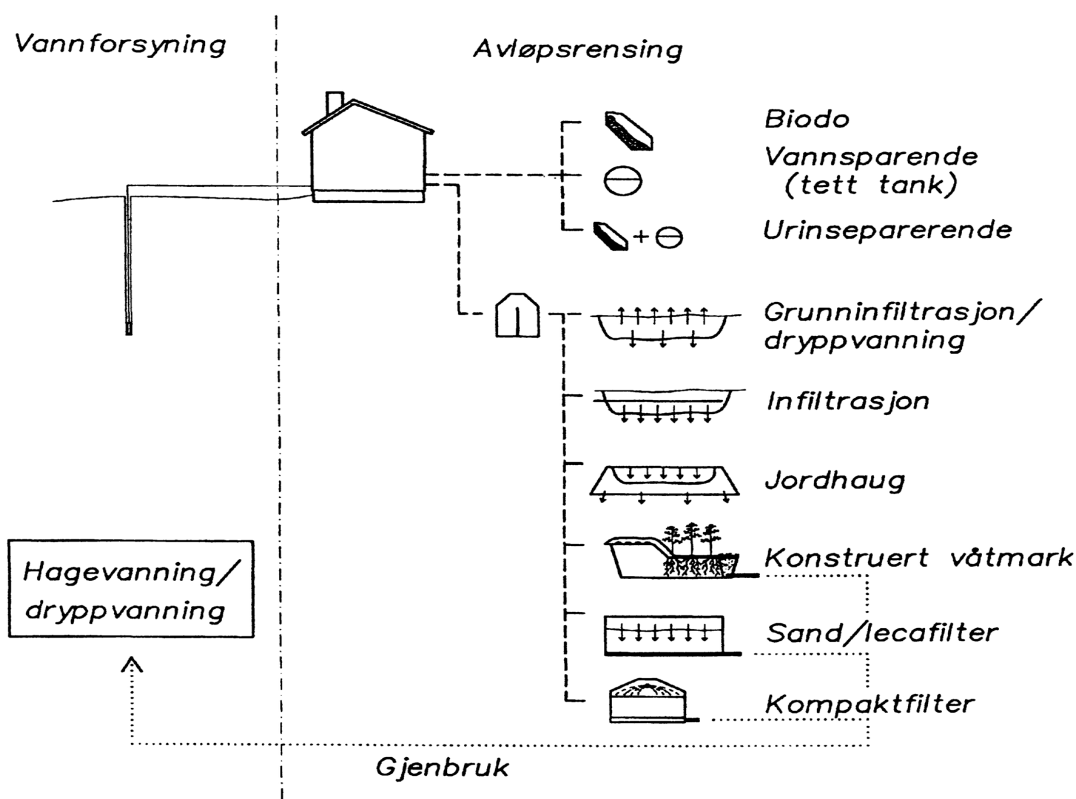 Vannforsyning
Avløpsrensing
Biodo
Vannsparende
(tett tank)
Urinseparerende
Grunninfiltrasjon/
dryppvanning
Infiltrasjon
Jordhaug
Konstruert våtmark
Sand/lecafilter
Kompaktfilter
Hagevanning/
dryppvanning
Gjenbruk